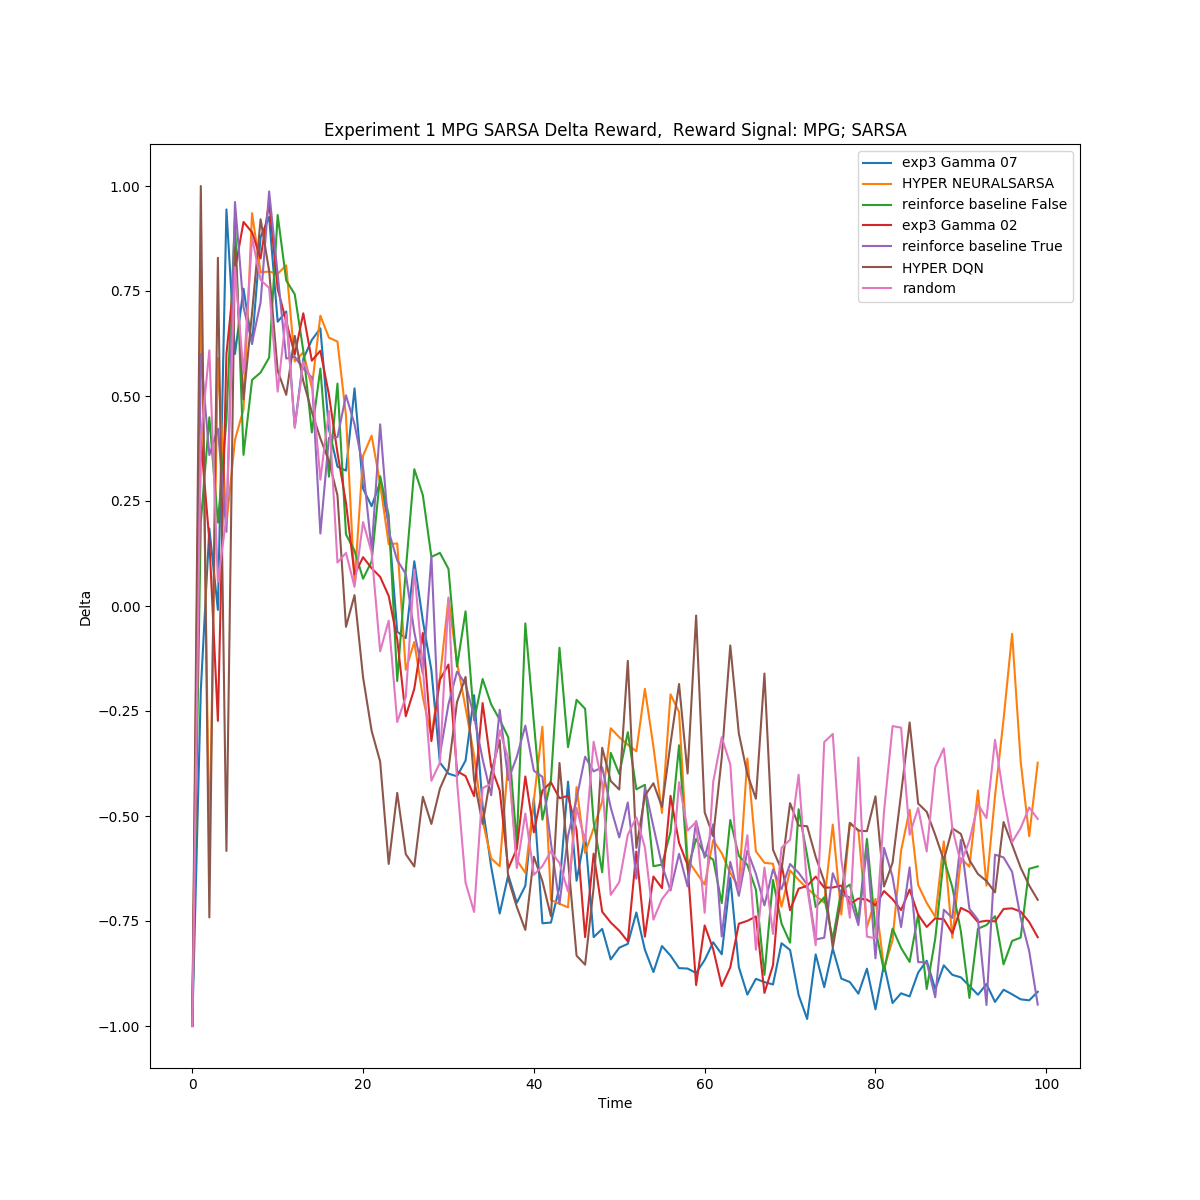 Experiment 1 MPG SARSA Delta Reward,  Reward Signal: MPG; SARSA
exp3 Gamma 07
HYPER NEURALSARSA
reinforce baseline False
exp3 Gamma 02
reinforce baseline True
HYPER DQN
random
1.00
0.75
0.50
0.25
0.00
−0.25
−0.50
−0.75
−1.00
Delta
0 20 40 60 80 100
Time